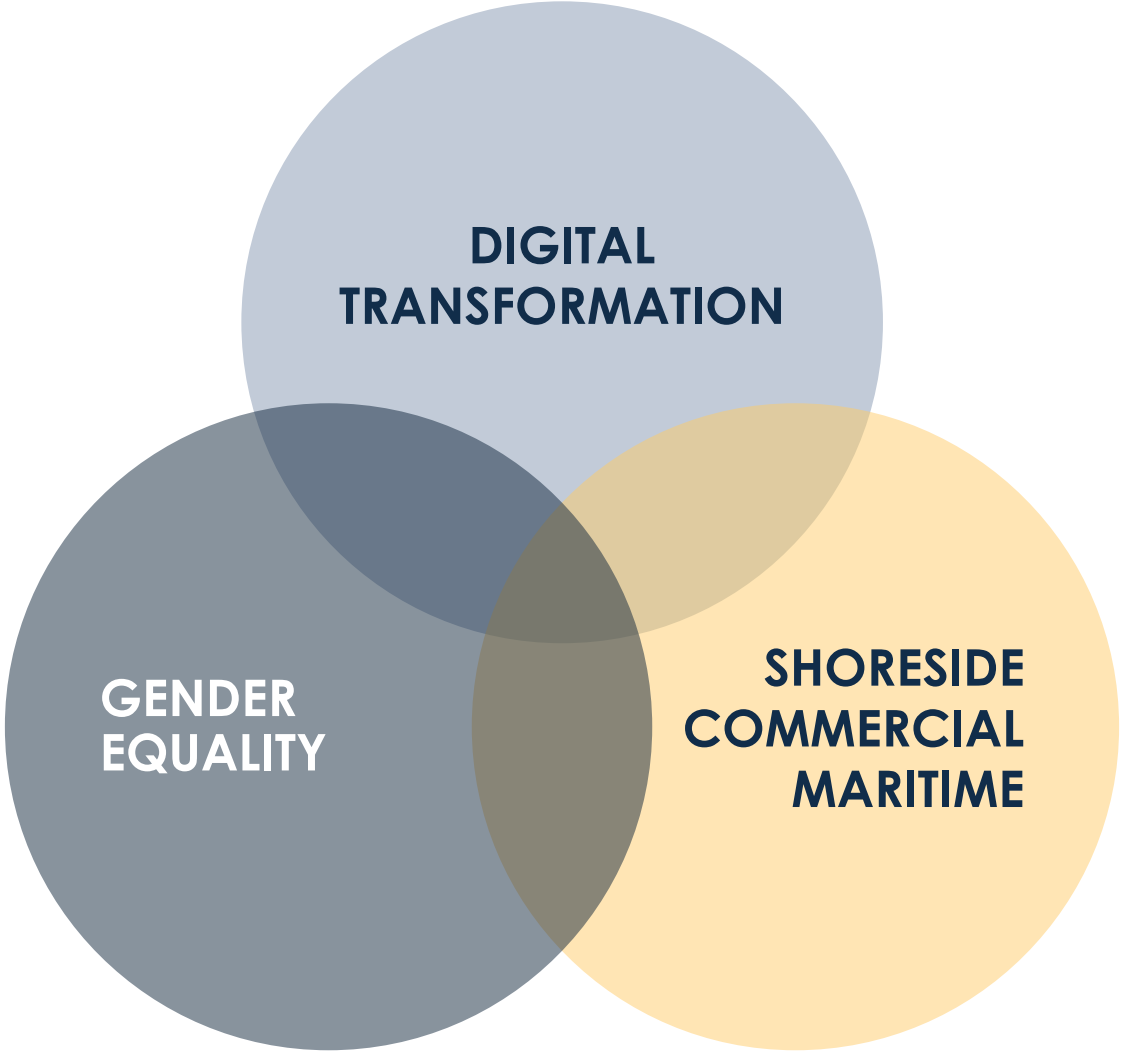 DIGITAL
TRANSFORMATION
GENDER
EQUALITY
SHORESIDE
COMMERCIAL
MARITIME